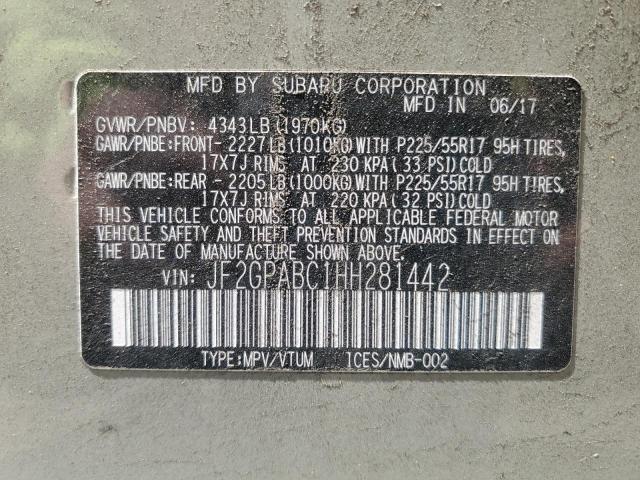 MFD BY SUBARU CORPORATION
MFD IN 06/17
GVWR/PNBV: 4343LB(1970KG)
GAWR/PNBE:FRONT-2227LB(1010KG)WITH P225/55R17 95H TIRES,
17X7J RIMS AT 230 KPA(33 PSI)COLD
GAWR/PNBE:REAR -2205LB(1000KG)WITH P225/55R17 95H TIRES,
17X7J RIMS AT 220 KPA(32 PSI)COLD
THIS VEHICLE CONFORMS TO ALL APPLICABLE FEDERAL MOTOR
VEHICLE SAFETY AND THEFT PREVENTION STANDARDS IN EFFECT ON
THE DATE OF MANUFACTURE SHOWN ABOVE.
VIN: JF2GPABC1HH281442
TYPE:MPV/VTUM ICES/NMB-002